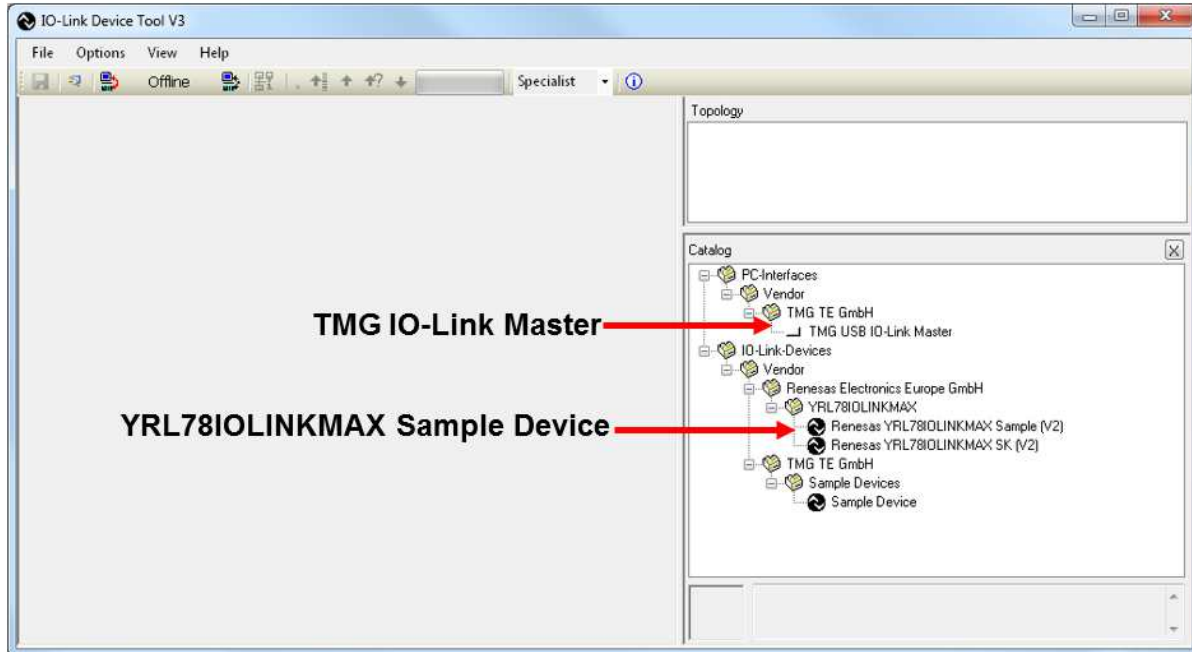 IO-Link Device Tool V3
File Options View Help
Offline Specialist
Topology
Catalog
PC-Interfaces
Vendor
TMG TE GmbH
TMG IO-Link Master
TMG USB IO-Link Master
IO-Link-Devices
Vendor
Renesas Electronics Europe GmbH
YRL78IOLINKMAX
YRL78IOLINKMAX Sample Device
Renesas YRL78IOLINKMAX Sample (V2)
Renesas YRL78IOLINKMAX SK (V2)
TMG TE GmbH
Sample Devices
Sample Device